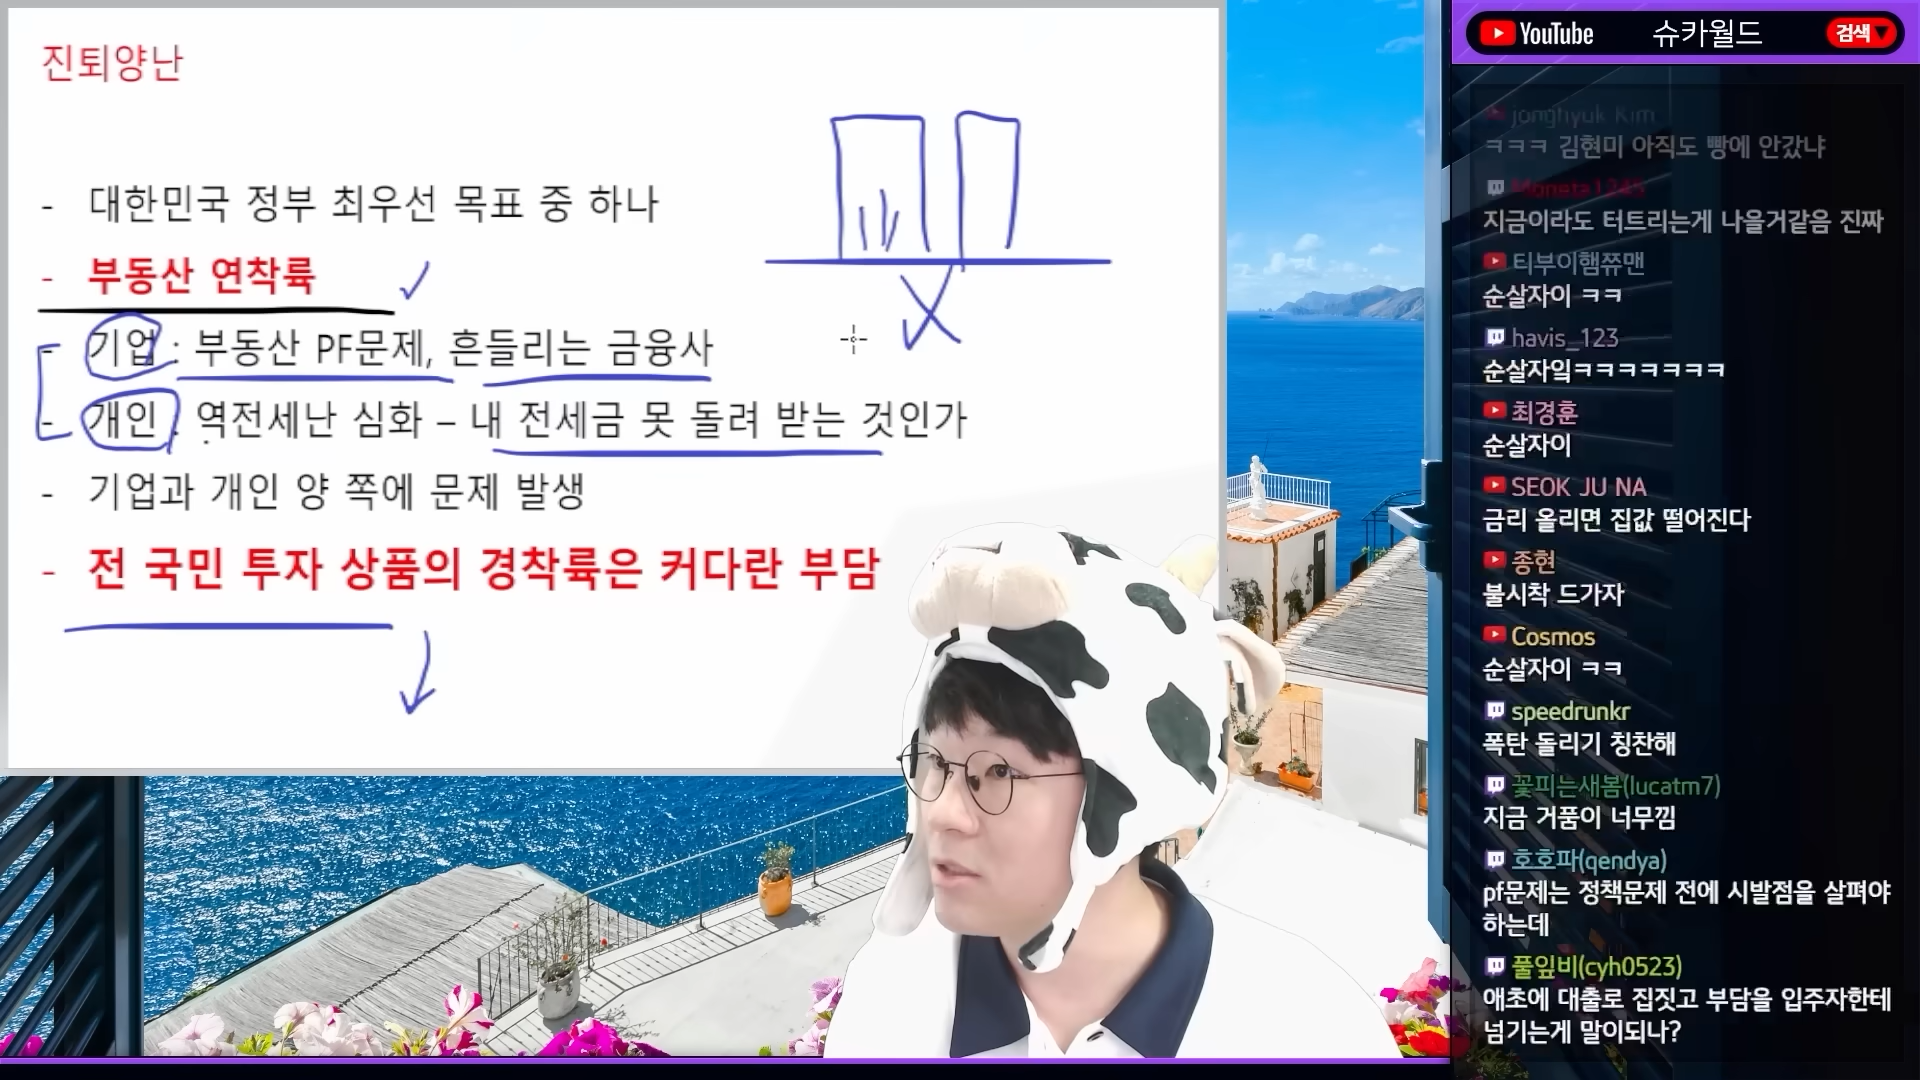 진퇴양난
- 대한민국 정부 최우선 목표 중 하나
- 부동산 연착륙
- 기업 : 부동산 PF문제, 흔들리는 금융사
- 개인 : 역전세난 심화 – 내 전세금 못 돌려 받는 것인가
- 기업과 개인 양 쪽에 문제 발생
- 전 국민 투자 상품의 경착륙은 커다란 부담
YouTube 슈카월드 검색▼
jonghyuk Kim
ㅋㅋㅋ 김현미 아직도 빵에 안갔냐
Moneta1245
지금이라도 터트리는게 나을거같음 진짜
티부이햄쮸맨
순살자이 ㅋㅋ
havis_123
순살자잌ㅋㅋㅋㅋㅋㅋㅋ
최경훈
순살자이
SEOK JU NA
금리 올리면 집값 떨어진다
종현
불시착 드가자
Cosmos
순살자이 ㅋㅋ
speedrunkr
폭탄 돌리기 칭찬해
꽃피는새봄(lucatm7)
지금 거품이 너무낌
호호파(qendya)
pf문제는 정책문제 전에 시발점을 살펴야
하는데
풀잎비(cyh0523)
애초에 대출로 집짓고 부담을 입주자한테
넘기는게 말이되나?